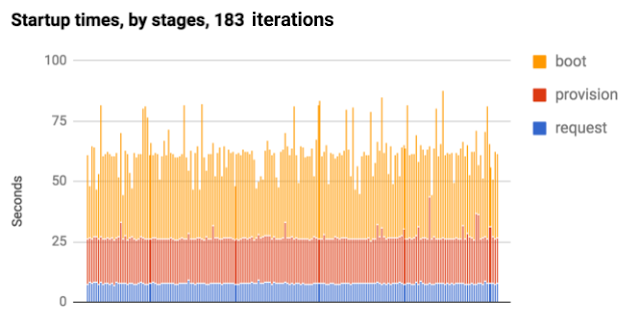 Startup times, by stages, 183 iterations
100
75
50
25
0
Seconds
boot
provision
request